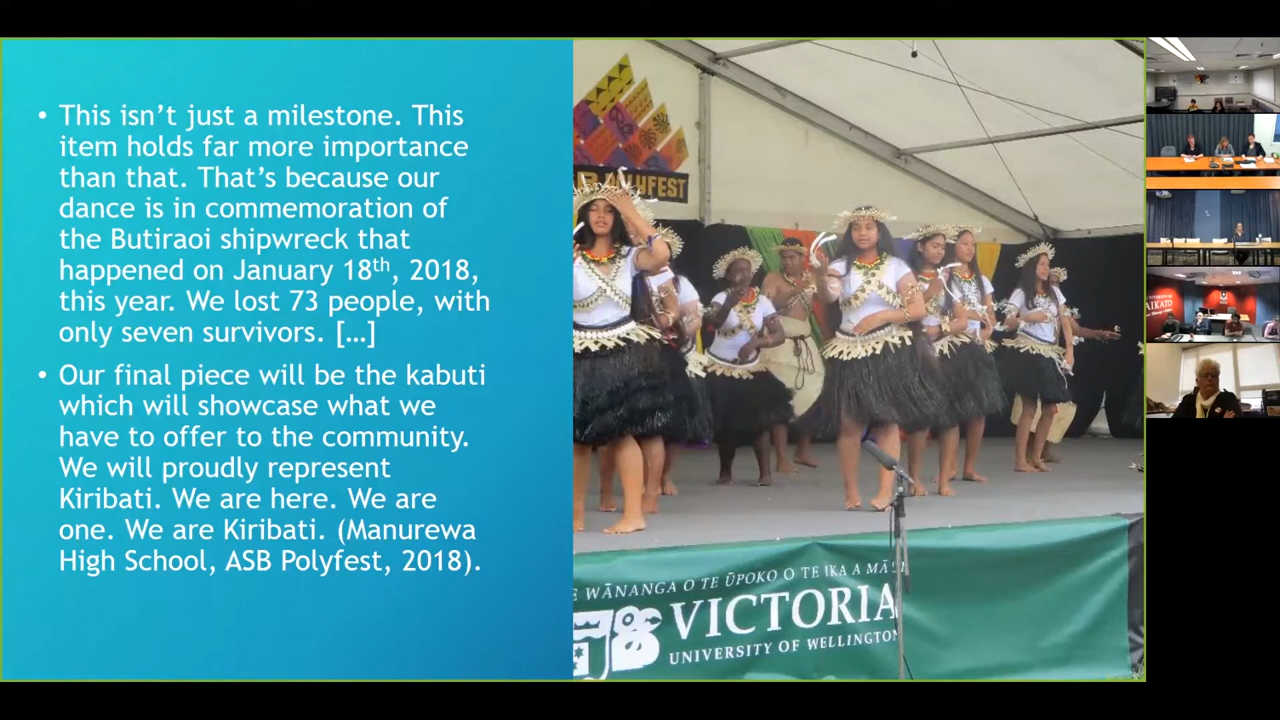 • This isn’t just a milestone. This
item holds far more importance
than that. That’s because our
dance is in commemoration of
the Butiraoi shipwreck that
happened on January 18th, 2018,
this year. We lost 73 people, with
only seven survivors. […]
• Our final piece will be the kabuti
which will showcase what we
have to offer to the community.
We will proudly represent
Kiribati. We are here. We are
one. We are Kiribati. (Manurewa
High School, ASB Polyfest, 2018).
POLYFEST
WĀNANGA O TE ŪPOKO O TE IKA A
VICTORIA
UNIVERSITY OF WELLINGTON